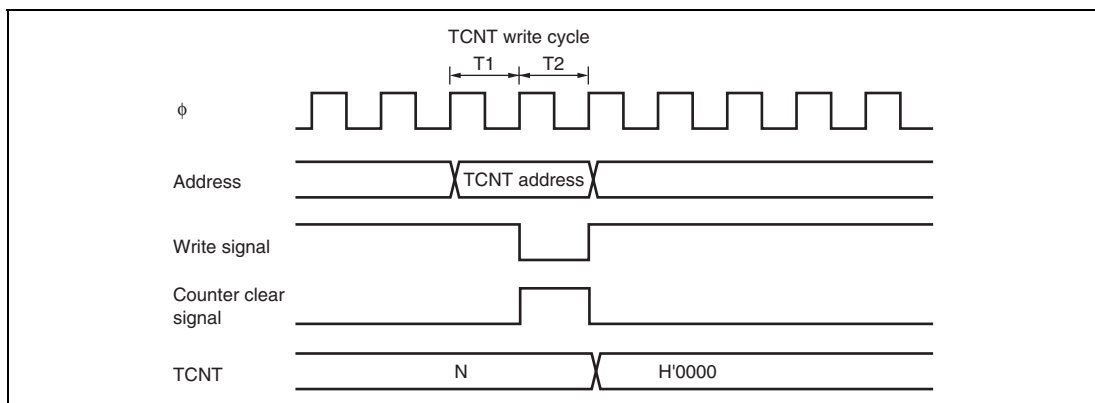 TCNT write cycle
T1 T2
φ
Address TCNT address
Write signal
Counter clear
signal
TCNT N H'0000